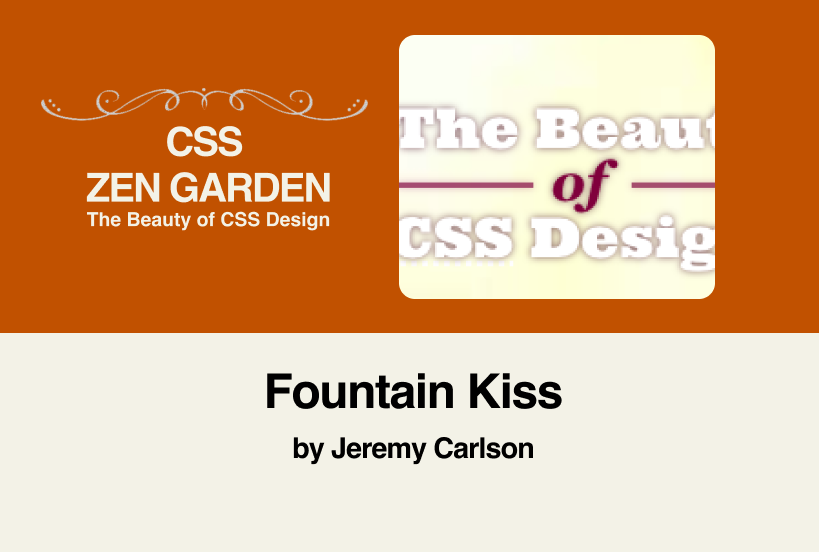 CSS
ZEN GARDEN
The Beauty of CSS Design
The Beaut
of
CSS Desig
Fountain Kiss
by Jeremy Carlson